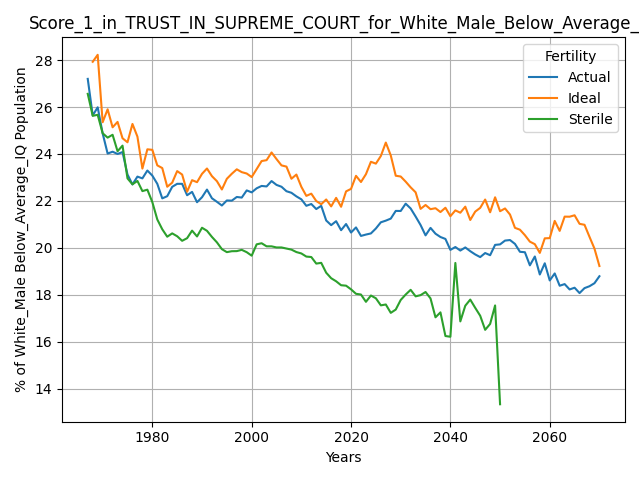 Score_1_in_TRUST_IN_SUPREME_COURT_for_White_Male_Below_Average_
% of White_Male Below_Average_IQ Population
28
26
24
22
20
18
16
14
Fertility
Actual
Ideal
Sterile
1980
2000
2020
2040
2060
Years